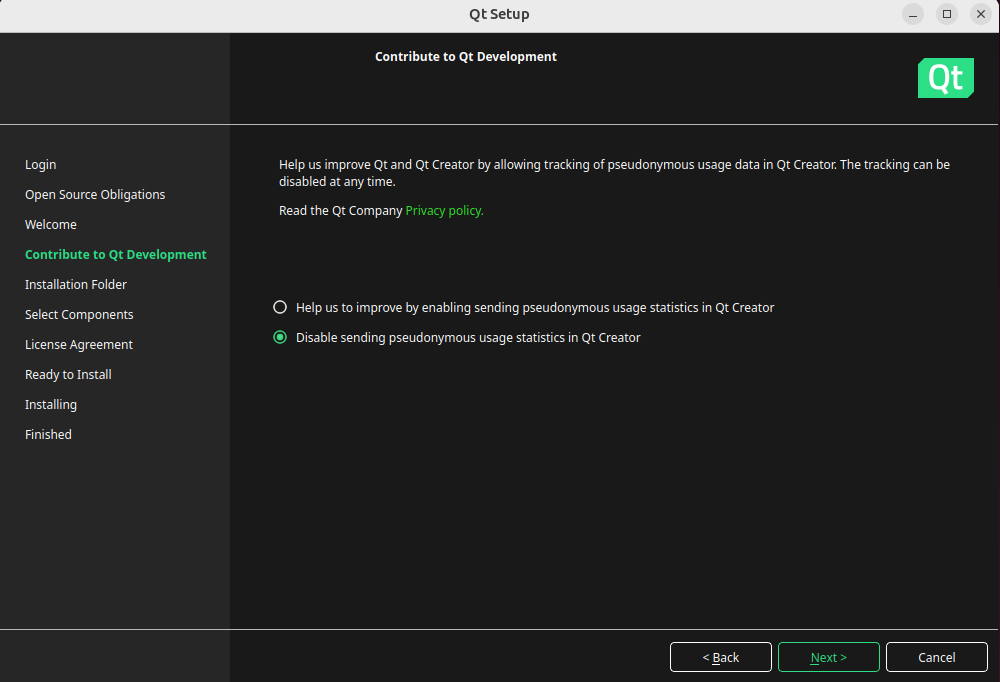 Qt Setup
Contribute to Qt Development
Qt
Login
Open Source Obligations
Welcome
Contribute to Qt Development
Installation Folder
Select Components
License Agreement
Ready to Install
Installing
Finished
Help us improve Qt and Qt Creator by allowing tracking of pseudonymous usage data in Qt Creator. The tracking can be
disabled at any time.
Read the Qt Company Privacy policy.
Help us to improve by enabling sending pseudonymous usage statistics in Qt Creator
Disable sending pseudonymous usage statistics in Qt Creator
< Back
Next >
Cancel